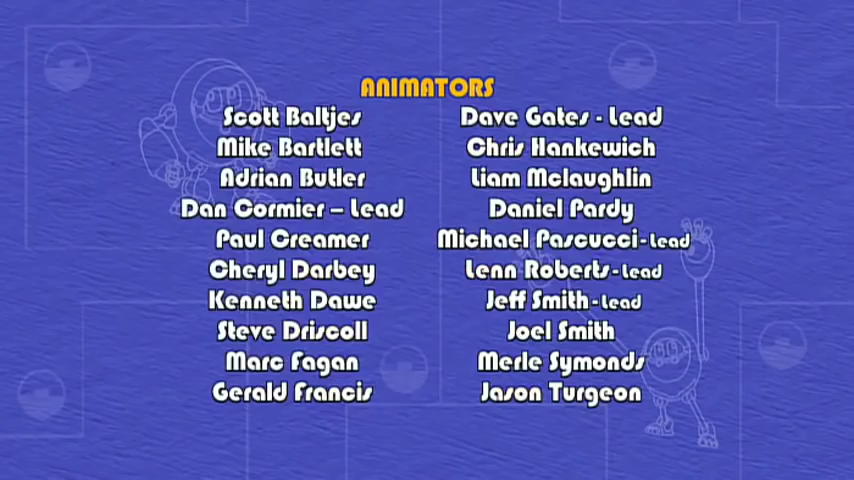 ANIMATORS
Scott Baltjes
Mike Bartlett
Adrian Butler
Dan Cormier – Lead
Paul Creamer
Cheryl Darbey
Kenneth Dawe
Steve Driscoll
Marc Fagan
Gerald Francis
Dave Gates - Lead
Chris Hankewich
Liam Mclaughlin
Daniel Pardy
Michael Pascucci - Lead
Lenn Roberts - Lead
Jeff Smith - Lead
Joel Smith
Merle Symonds
Jason Turgeon